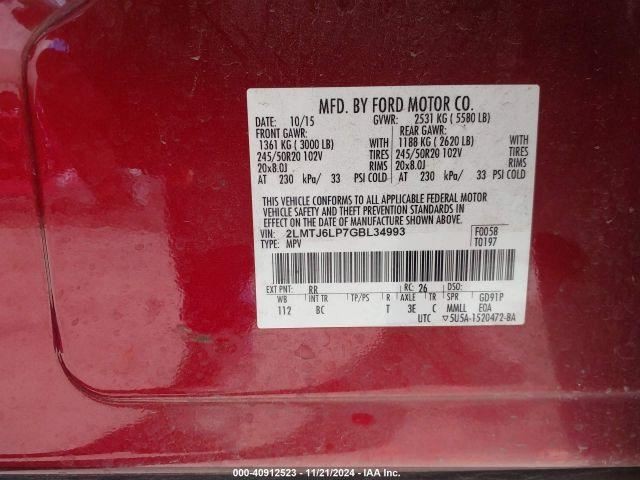 MFD. BY FORD MOTOR CO.
DATE: 10/15 GVWR: 2531 KG ( 5580 LB)
FRONT GAWR: REAR GAWR:
1361 KG ( 3000 LB) WITH 1188 KG ( 2620 LB) WITH
245/50R20 102V TIRES 245/50R20 102V TIRES
20x8.0J RIMS 20x8.0J RIMS
AT 230 kPa/ 33 PSI COLD AT 230 kPa/ 33 PSI COLD
THIS VEHICLE CONFORMS TO ALL APPLICABLE FEDERAL MOTOR
VEHICLE SAFETY AND THEFT PREVENTION STANDARDS IN
EFFECT ON THE DATE OF MANUFACTURE SHOWN ABOVE.
VIN: 2LMTJ6LP7GBL34993 F0058
TYPE: MPV T0197
EXT PNT: RR RC: 26 DSO:
WB INT TR TP/PS R AXLE TR SPR GD91P
112 BC T 3E C MMLL E0A
UTC ▽5U5A-1520472-BA
000-40912523 - 11/21/2024 - IAA Inc.